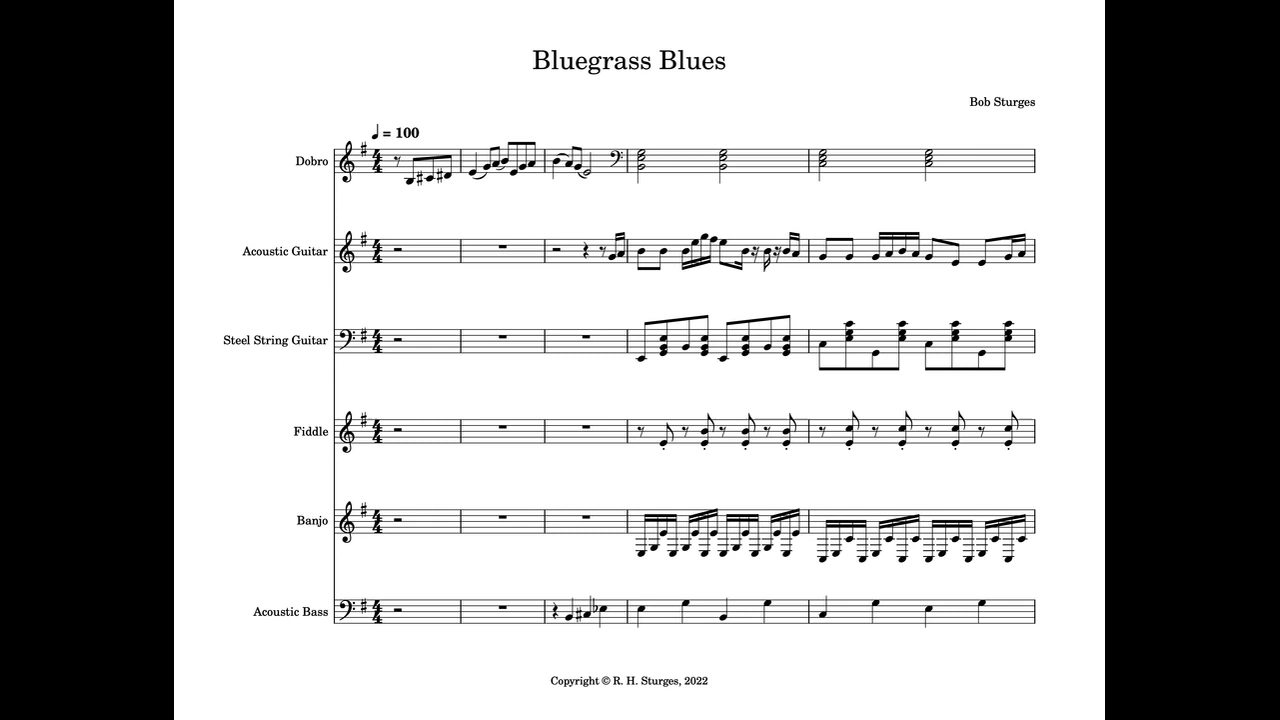 Bluegrass Blues
Bob Sturges
♩ = 100
Dobro
Acoustic Guitar
Steel String Guitar
Fiddle
Banjo
Acoustic Bass
Copyright © R. H. Sturges, 2022